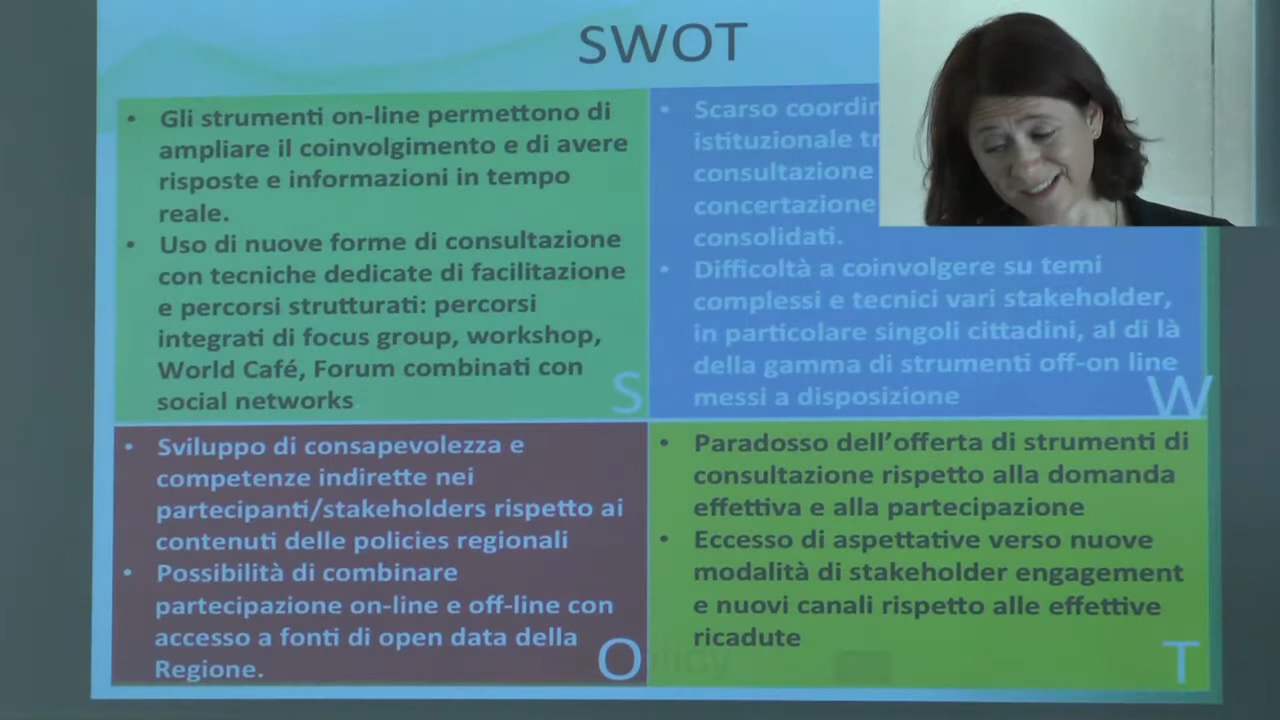 SWOT
• Gli strumenti on-line permettono di
ampliare il coinvolgimento e di avere
risposte e informazioni in tempo
reale.
• Uso di nuove forme di consultazione
con tecniche dedicate di facilitazione
e percorsi strutturati: percorsi
integrati di focus group, workshop,
World Café, Forum combinati con
social networks
S
• Scarso
istituzionale
consultazione
concertazione
consolidati.
• Difficoltà a coinvolgere su temi
complessi e tecnici vari stakeholder,
in particolare singoli cittadini, al di là
della gamma di strumenti off-on line
messi a disposizione
W
• Sviluppo di consapevolezza e
competenze indirette nei
partecipanti/stakeholders rispetto ai
contenuti delle policies regionali
• Possibilità di combinare
partecipazione on-line e off-line con
accesso a fonti di open data della
Regione.
O
• Paradosso dell’offerta di strumenti di
consultazione rispetto alla domanda
effettiva e alla partecipazione
• Eccesso di aspettative verso nuove
modalità di stakeholder engagement
e nuovi canali rispetto alle effettive
ricadute
T